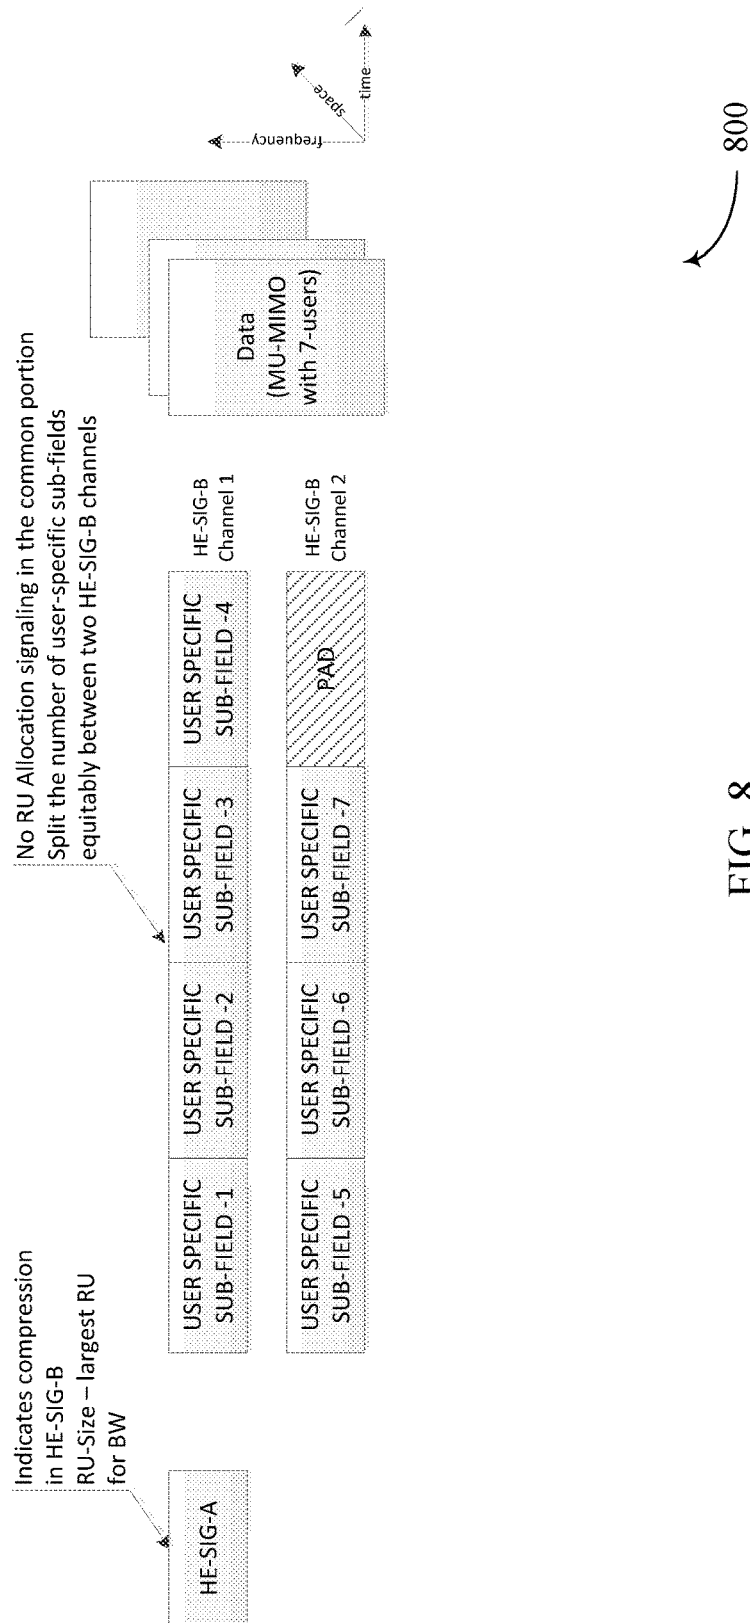 Indicates compression
in HE-SIG-B
RU-Size – largest RU
for BW
No RU Allocation signaling in the common portion
Split the number of user-specific sub-fields
equitably between two HE-SIG-B channels
HE-SIG-A
USER SPECIFIC
SUB-FIELD -1
USER SPECIFIC
SUB-FIELD -2
USER SPECIFIC
SUB-FIELD -3
USER SPECIFIC
SUB-FIELD -4
HE-SIG-B
Channel 1
USER SPECIFIC
SUB-FIELD -5
USER SPECIFIC
SUB-FIELD -6
USER SPECIFIC
SUB-FIELD -7
PAD
HE-SIG-B
Channel 2
Data
(MU-MIMO
with 7-users)
frequency
space
time
800
FIG. 8